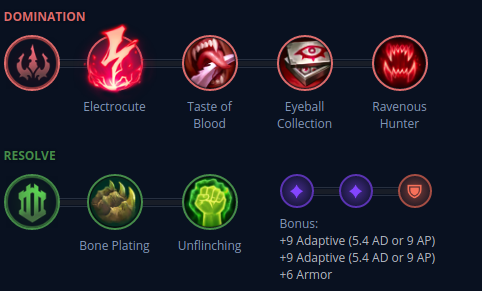 DOMINATION
Electrocute
Taste of
Blood
Eyeball
Collection
Ravenous
Hunter
RESOLVE
Bone Plating
Unflinching
Bonus:
+9 Adaptive (5.4 AD or 9 AP)
+9 Adaptive (5.4 AD or 9 AP)
+6 Armor